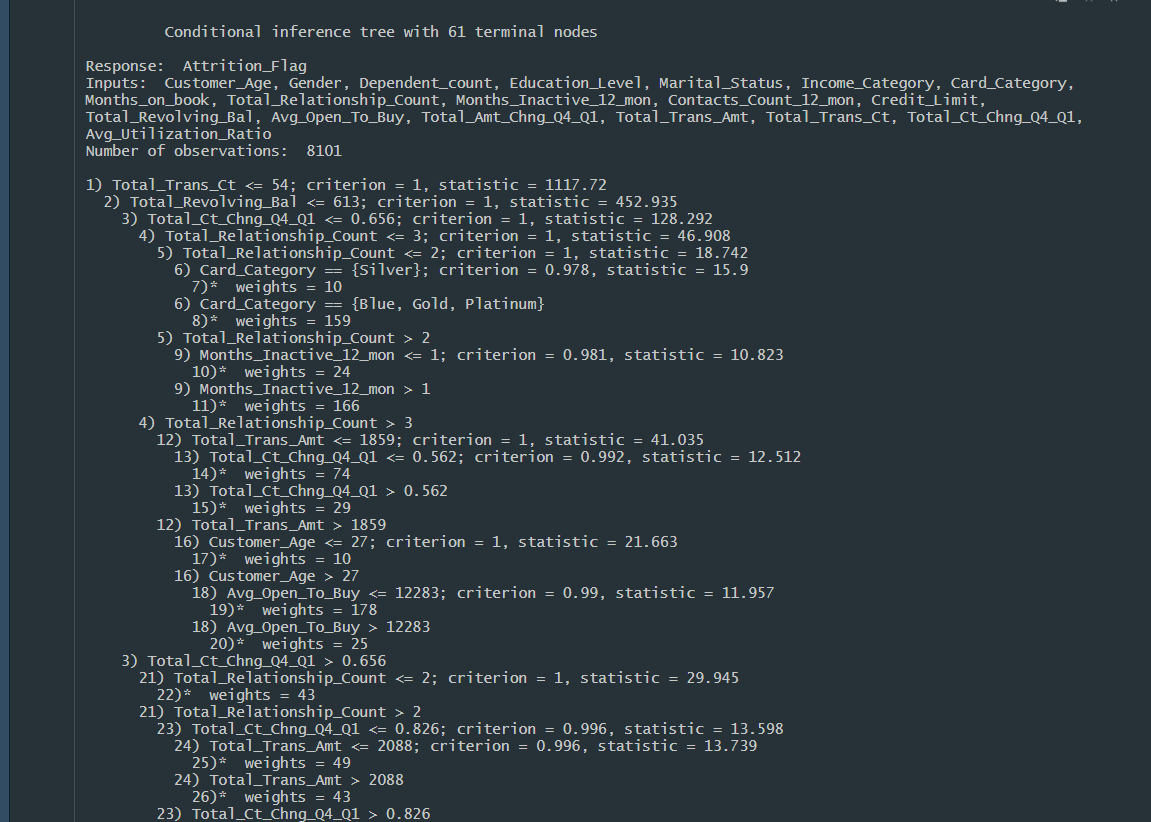 Conditional inference tree with 61 terminal nodes
Response:  Attrition_Flag
Inputs:  Customer_Age, Gender, Dependent_count, Education_Level, Marital_Status, Income_Category, Card_Category,
Months_on_book, Total_Relationship_Count, Months_Inactive_12_mon, Contacts_Count_12_mon, Credit_Limit,
Total_Revolving_Bal, Avg_Open_To_Buy, Total_Amt_Chng_Q4_Q1, Total_Trans_Amt, Total_Trans_Ct, Total_Ct_Chng_Q4_Q1,
Avg_Utilization_Ratio
Number of observations:  8101
1) Total_Trans_Ct <= 54; criterion = 1, statistic = 1117.72
2) Total_Revolving_Bal <= 613; criterion = 1, statistic = 452.935
3) Total_Ct_Chng_Q4_Q1 <= 0.656; criterion = 1, statistic = 128.292
4) Total_Relationship_Count <= 3; criterion = 1, statistic = 46.908
5) Total_Relationship_Count <= 2; criterion = 1, statistic = 18.742
6) Card_Category == {Silver}; criterion = 0.978, statistic = 15.9
7)*  weights = 10
6) Card_Category == {Blue, Gold, Platinum}
8)*  weights = 159
5) Total_Relationship_Count > 2
9) Months_Inactive_12_mon <= 1; criterion = 0.981, statistic = 10.823
10)*  weights = 24
9) Months_Inactive_12_mon > 1
11)*  weights = 166
4) Total_Relationship_Count > 3
12) Total_Trans_Amt <= 1859; criterion = 1, statistic = 41.035
13) Total_Ct_Chng_Q4_Q1 <= 0.562; criterion = 0.992, statistic = 12.512
14)*  weights = 74
13) Total_Ct_Chng_Q4_Q1 > 0.562
15)*  weights = 29
12) Total_Trans_Amt > 1859
16) Customer_Age <= 27; criterion = 1, statistic = 21.663
17)*  weights = 10
16) Customer_Age > 27
18) Avg_Open_To_Buy <= 12283; criterion = 0.99, statistic = 11.957
19)*  weights = 178
18) Avg_Open_To_Buy > 12283
20)*  weights = 25
3) Total_Ct_Chng_Q4_Q1 > 0.656
21) Total_Relationship_Count <= 2; criterion = 1, statistic = 29.945
22)*  weights = 43
21) Total_Relationship_Count > 2
23) Total_Ct_Chng_Q4_Q1 <= 0.826; criterion = 0.996, statistic = 13.598
24) Total_Trans_Amt <= 2088; criterion = 0.996, statistic = 13.739
25)*  weights = 49
24) Total_Trans_Amt > 2088
26)*  weights = 43
23) Total_Ct_Chng_Q4_Q1 > 0.826